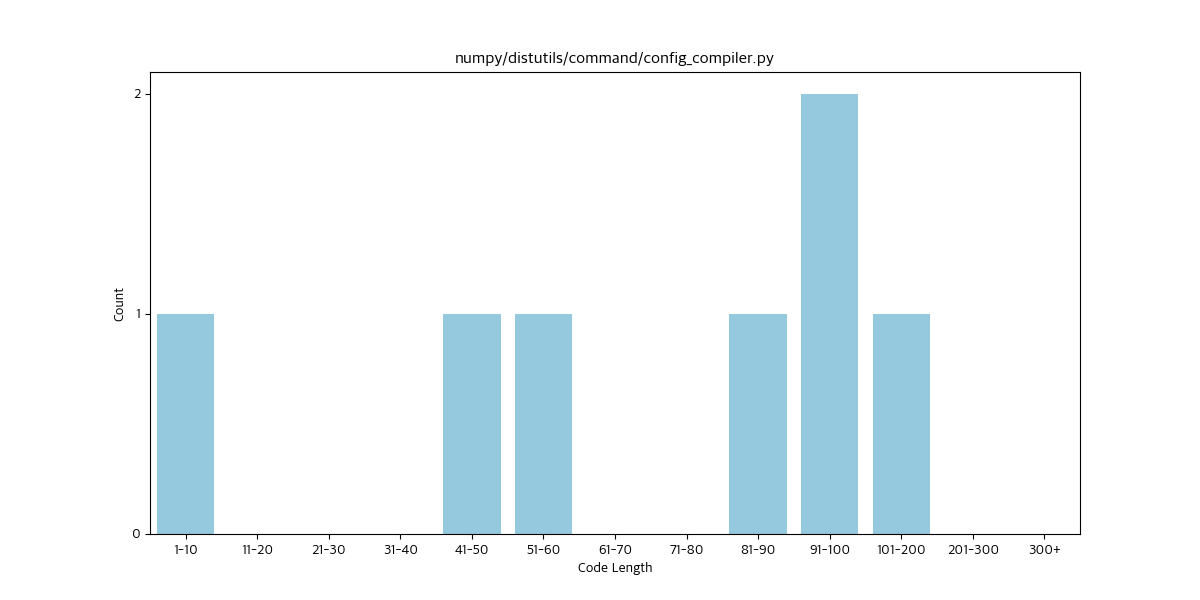 numpy/distutils/command/config_compiler.py
2
1
0
Count
1-10 11-20 21-30 31-40 41-50 51-60 61-70 71-80 81-90 91-100 101-200 201-300 300+
Code Length